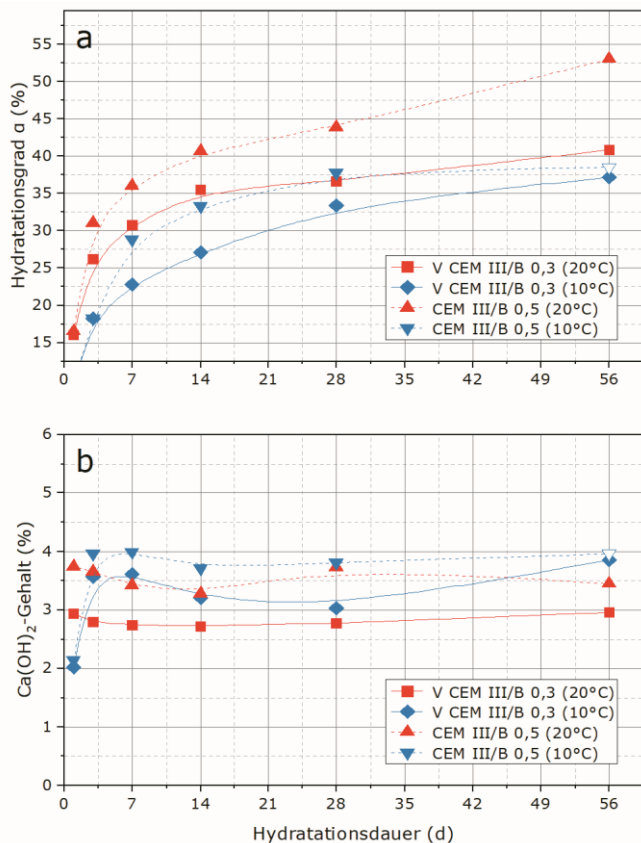 a
55
50
45
40
35
30
25
20
15
Hydratationsgrad α (%)
V CEM III/B 0,3 (20°C)
V CEM III/B 0,3 (10°C)
CEM III/B 0,5 (20°C)
CEM III/B 0,5 (10°C)
0 7 14 21 28 35 42 49 56
b
6
5
4
3
2
1
0
Ca(OH)2-Gehalt (%)
V CEM III/B 0,3 (20°C)
V CEM III/B 0,3 (10°C)
CEM III/B 0,5 (20°C)
CEM III/B 0,5 (10°C)
0 7 14 21 28 35 42 49 56
Hydratationsdauer (d)